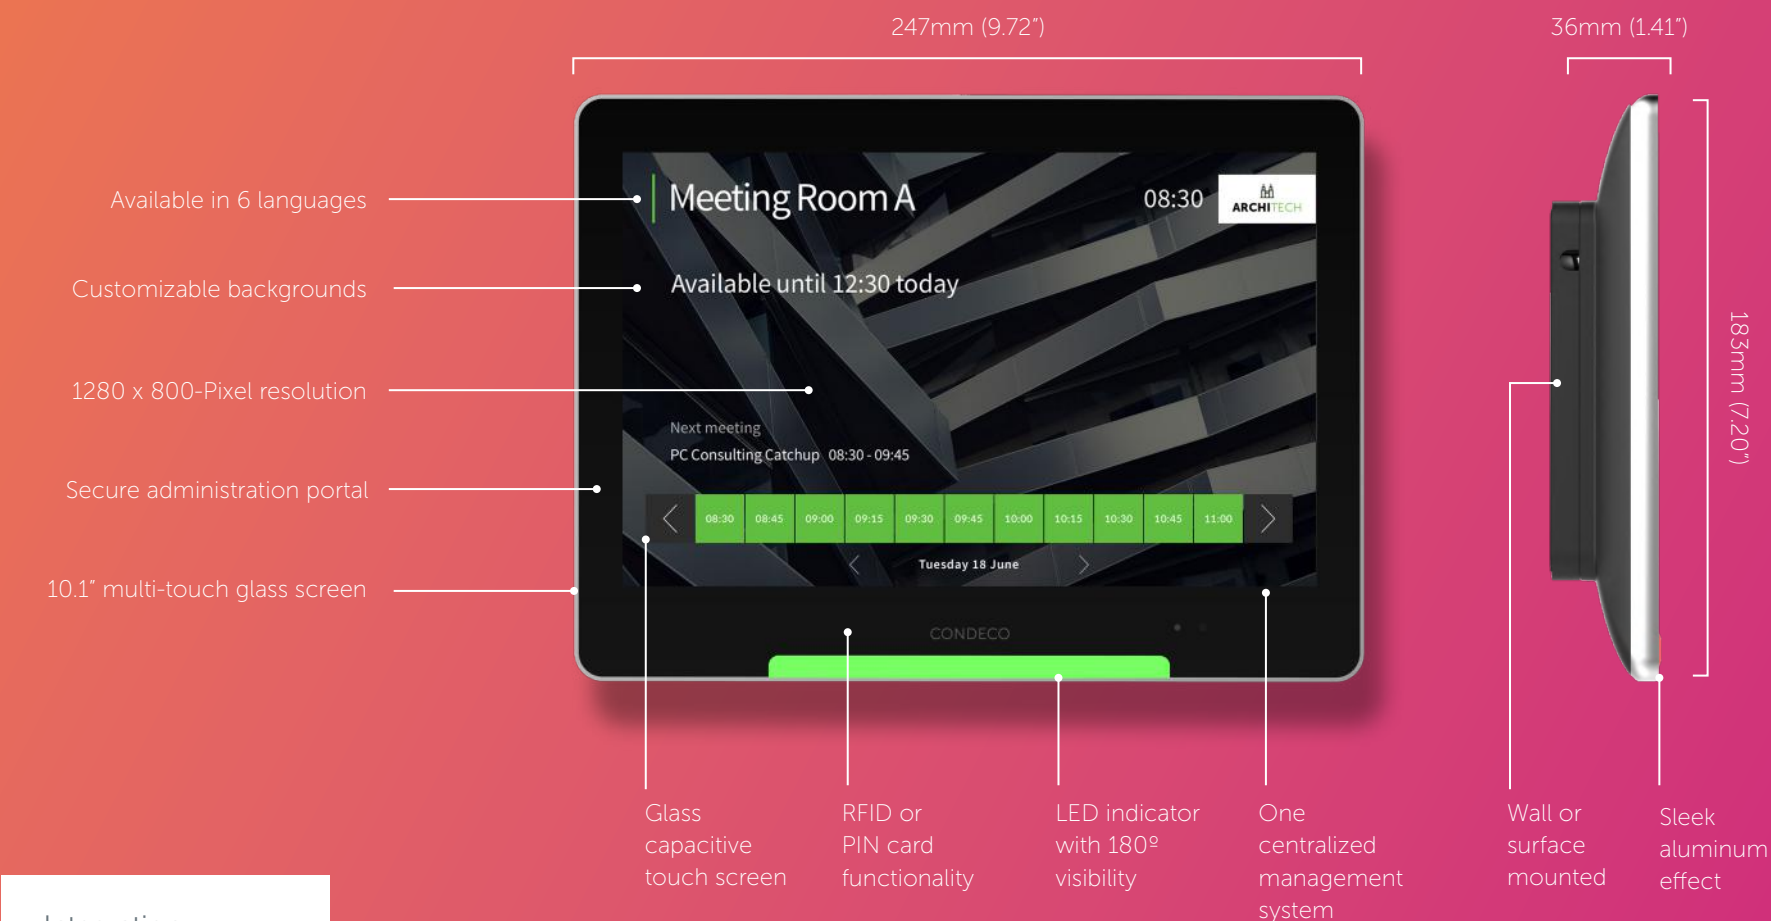 247mm (9.72")
36mm (1.41")
Available in 6 languages
Customizable backgrounds
1280 x 800-Pixel resolution
Secure administration portal
10.1" multi-touch glass screen
Meeting Room A
08:30
ARCHITECH
Available until 12:30 today
Next meeting
PC Consulting Catchup 08:30 - 09:45
08:30 08:45 09:00 09:15 09:30 09:45 10:00 10:15 10:30 10:45 11:00
Tuesday 18 June
CONDECO
183mm (7.20")
Glass
capacitive
touch screen
RFID or
PIN card
functionality
LED indicator
with 180º
visibility
One
centralized
management
system
Wall or
surface
mounted
Sleek
aluminum
effect